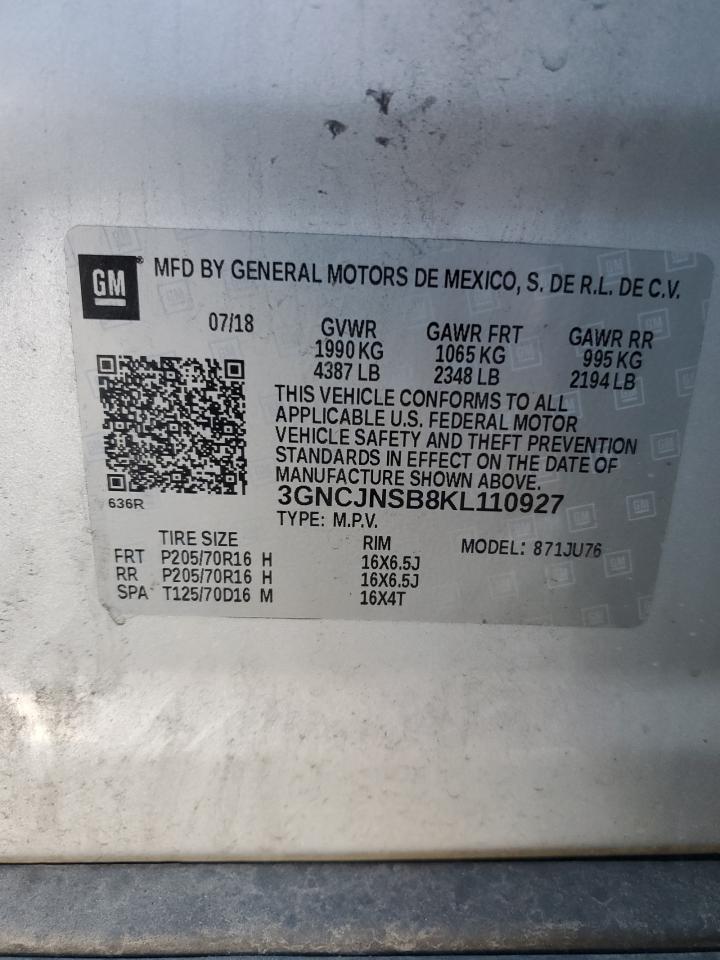 GM® MFD BY GENERAL MOTORS DE MEXICO, S. DE R.L. DE C.V.
07/18 GVWR GAWR FRT GAWR RR
1990 KG 1065 KG 995 KG
4387 LB 2348 LB 2194 LB
THIS VEHICLE CONFORMS TO ALL
APPLICABLE U.S. FEDERAL MOTOR
VEHICLE SAFETY AND THEFT PREVENTION
STANDARDS IN EFFECT ON THE DATE OF
MANUFACTURE SHOWN ABOVE.
636R 3GNCJNSB8KL110927
TYPE: M.P.V.
TIRE SIZE RIM MODEL: 871JU76
FRT P205/70R16 H 16X6.5J
RR P205/70R16 H 16X6.5J
SPA T125/70D16 M 16X4T